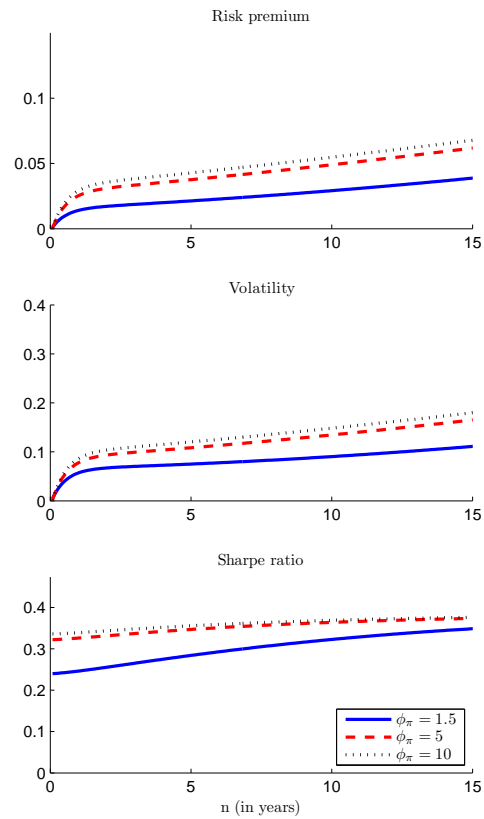 Risk premium
0.1
0.05
0
0 5 10 15
Volatility
0.4
0.3
0.2
0.1
0
0 5 10 15
Sharpe ratio
0.4
0.3
0.2
0.1
0
0 5 10 15
n (in years)
ϕπ = 1.5
ϕπ = 5
ϕπ = 10